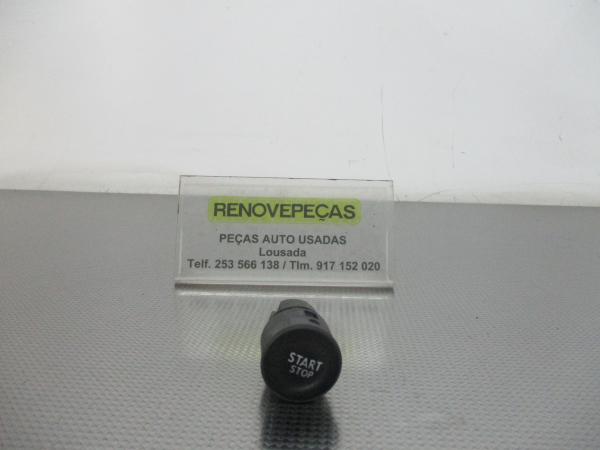 RENOVEPEÇAS
PEÇAS AUTO USADAS
Lousada
Telf. 253 566 138 / Tlm. 917 152 020
START
STOP